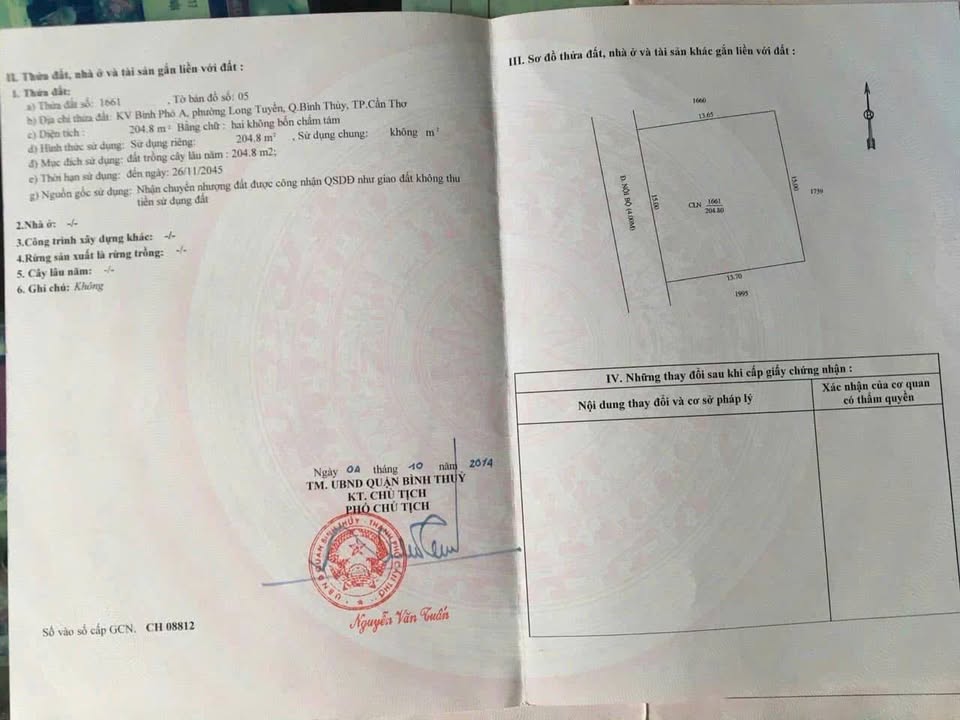 II. Thửa đất, nhà ở và tài sản gắn liền với đất :
1. Thửa đất:
a) Thửa đất số: 1661 , Tờ bản đồ số: 05
b) Địa chỉ thửa đất: KV Bình Phó A, phường Long Tuyền, Q.Bình Thủy, TP.Cần Thơ
c) Diện tích : 204.8 m² Bằng chữ : hai không bốn chấm tám
d) Hình thức sử dụng: Sử dụng riêng: 204.8 m² , Sử dụng chung: không m²
đ) Mục đích sử dụng: đất trồng cây lâu năm : 204.8 m2;
e) Thời hạn sử dụng: đến ngày: 26/11/2045
g) Nguồn gốc sử dụng: Nhận chuyển nhượng đất được công nhận QSDĐ như giao đất không thu
tiền sử dụng đất
2.Nhà ở: -/-
3.Công trình xây dựng khác: -/-
4.Rừng sản xuất là rừng trồng: -/-
5. Cây lâu năm: -/-
6. Ghi chú: Không
Ngày 02 tháng 10 năm 2014
TM. UBND QUẬN BÌNH THUỶ
KT. CHỦ TỊCH
PHÓ CHỦ TỊCH
Nguyễn Văn Tuấn
Số vào sổ cấp GCN. CH 08812
III. Sơ đồ thửa đất, nhà ở và tài sản khác gắn liền với đất :
1660
13.65
Đ. NỘI BỘ (4.00M)
15.00
CLN 1661
204.80
15.00
1739
13.70
1995
IV. Những thay đổi sau khi cấp giấy chứng nhận :
Nội dung thay đổi và cơ sở pháp lý
Xác nhận của cơ quan
có thẩm quyền